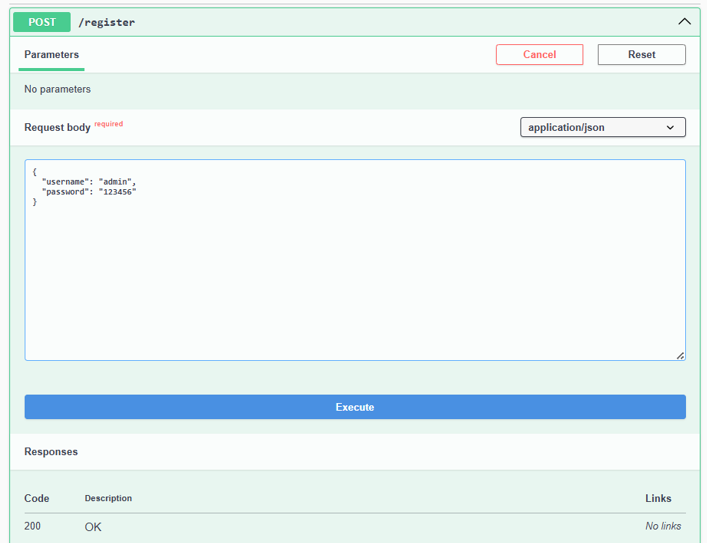 POST /register
Parameters
Cancel
Reset
No parameters
Request body required
application/json
{
  "username": "admin",
  "password": "123456"
}
Execute
Responses
Code Description Links
200 OK No links